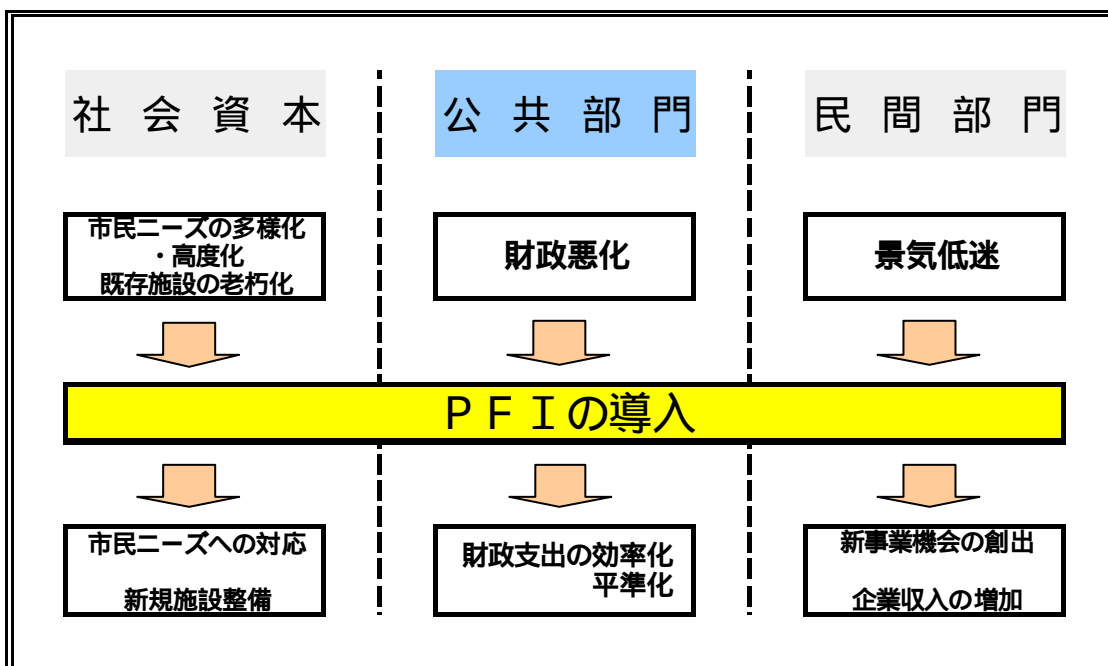 社会資本
公共部門
民間部門
市民ニーズの多様化
・高度化
既存施設の老朽化
財政悪化
景気低迷
ＰＦＩの導入
市民ニーズへの対応
新規施設整備
財政支出の効率化
平準化
新事業機会の創出
企業収入の増加